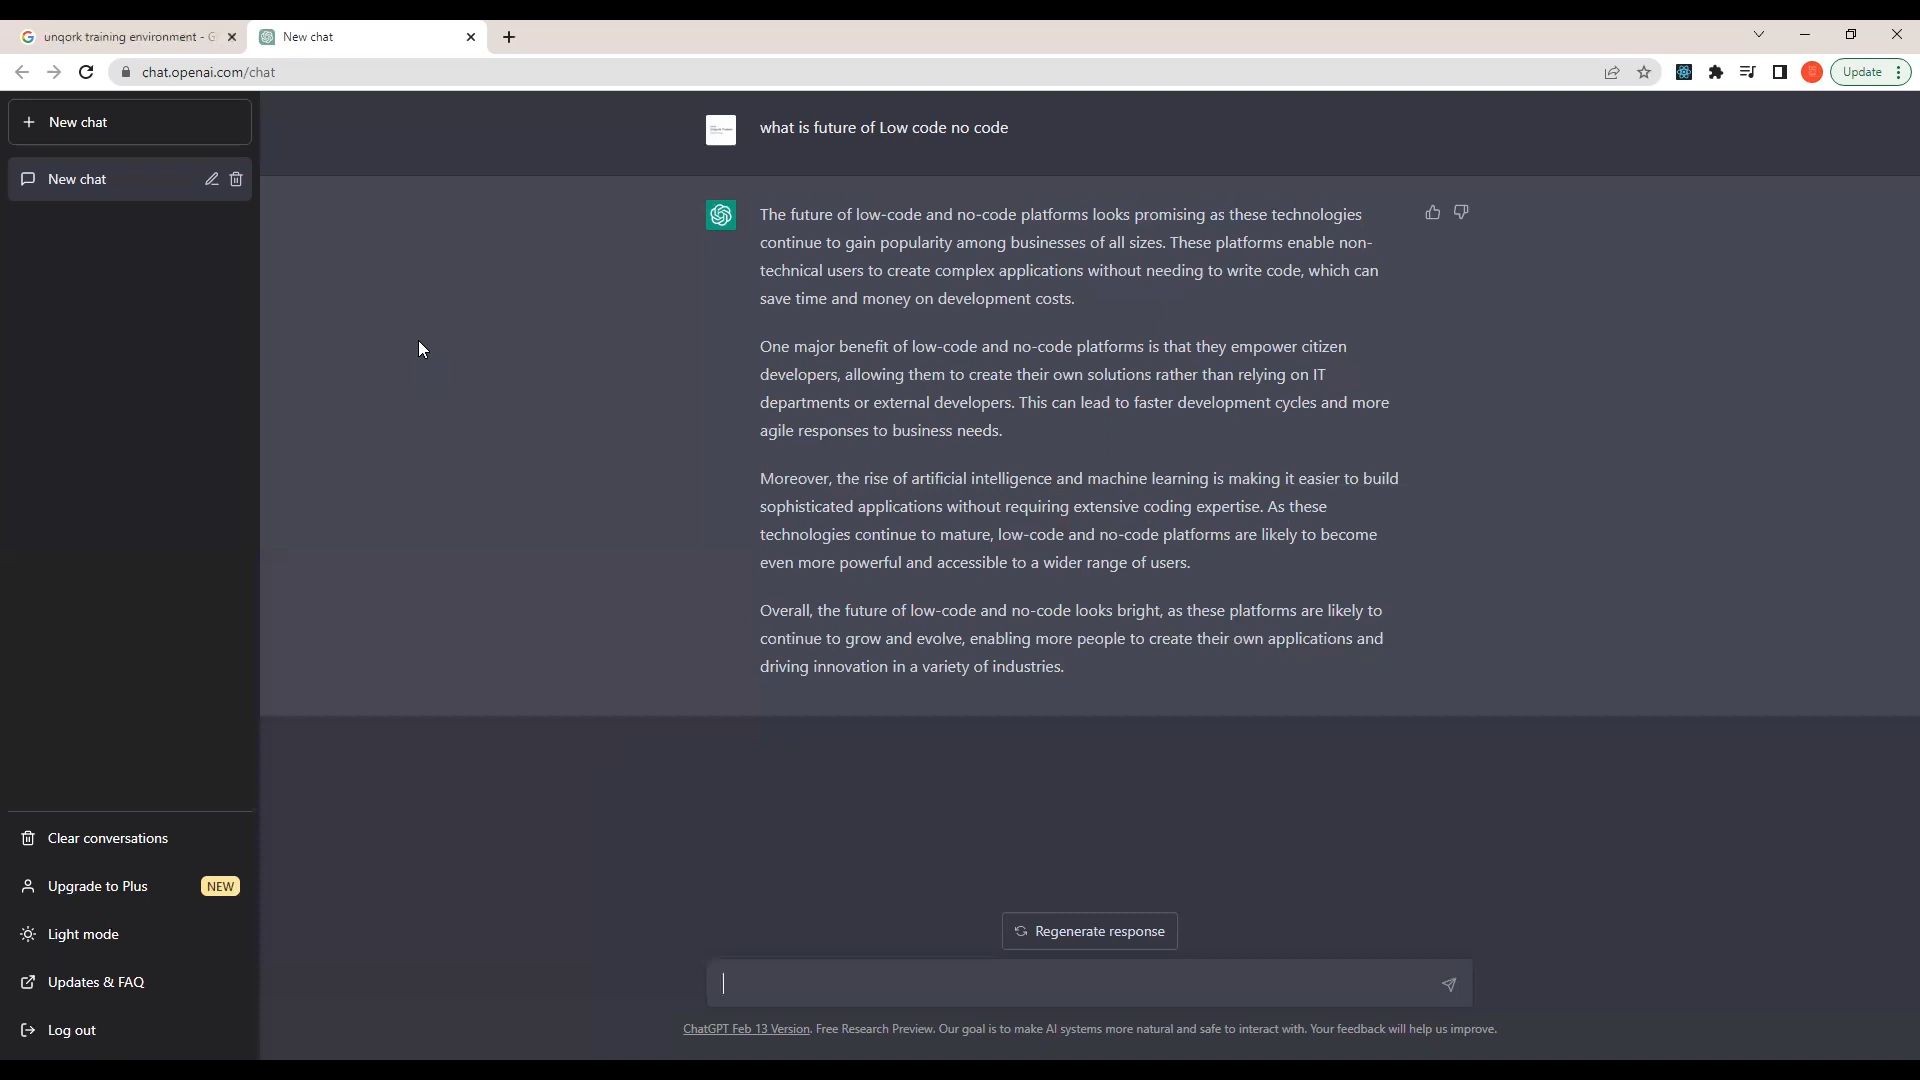 unqork training environment - G
New chat
chat.openai.com/chat
Update
New chat
New chat
what is future of Low code no code
The future of low-code and no-code platforms looks promising as these technologies
continue to gain popularity among businesses of all sizes. These platforms enable non-
technical users to create complex applications without needing to write code, which can
save time and money on development costs.
One major benefit of low-code and no-code platforms is that they empower citizen
developers, allowing them to create their own solutions rather than relying on IT
departments or external developers. This can lead to faster development cycles and more
agile responses to business needs.
Moreover, the rise of artificial intelligence and machine learning is making it easier to build
sophisticated applications without requiring extensive coding expertise. As these
technologies continue to mature, low-code and no-code platforms are likely to become
even more powerful and accessible to a wider range of users.
Overall, the future of low-code and no-code looks bright, as these platforms are likely to
continue to grow and evolve, enabling more people to create their own applications and
driving innovation in a variety of industries.
Clear conversations
Upgrade to Plus NEW
Light mode
Updates & FAQ
Log out
Regenerate response
ChatGPT Feb 13 Version. Free Research Preview. Our goal is to make AI systems more natural and safe to interact with. Your feedback will help us improve.